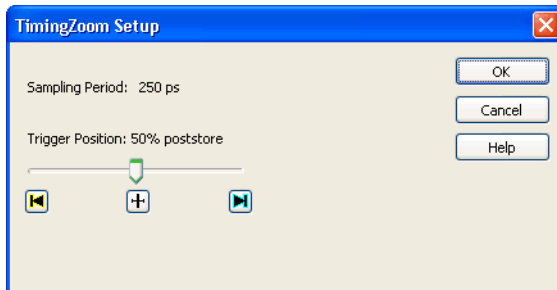 TimingZoom Setup
Sampling Period: 250 ps
OK
Cancel
Trigger Position: 50% poststore
Help